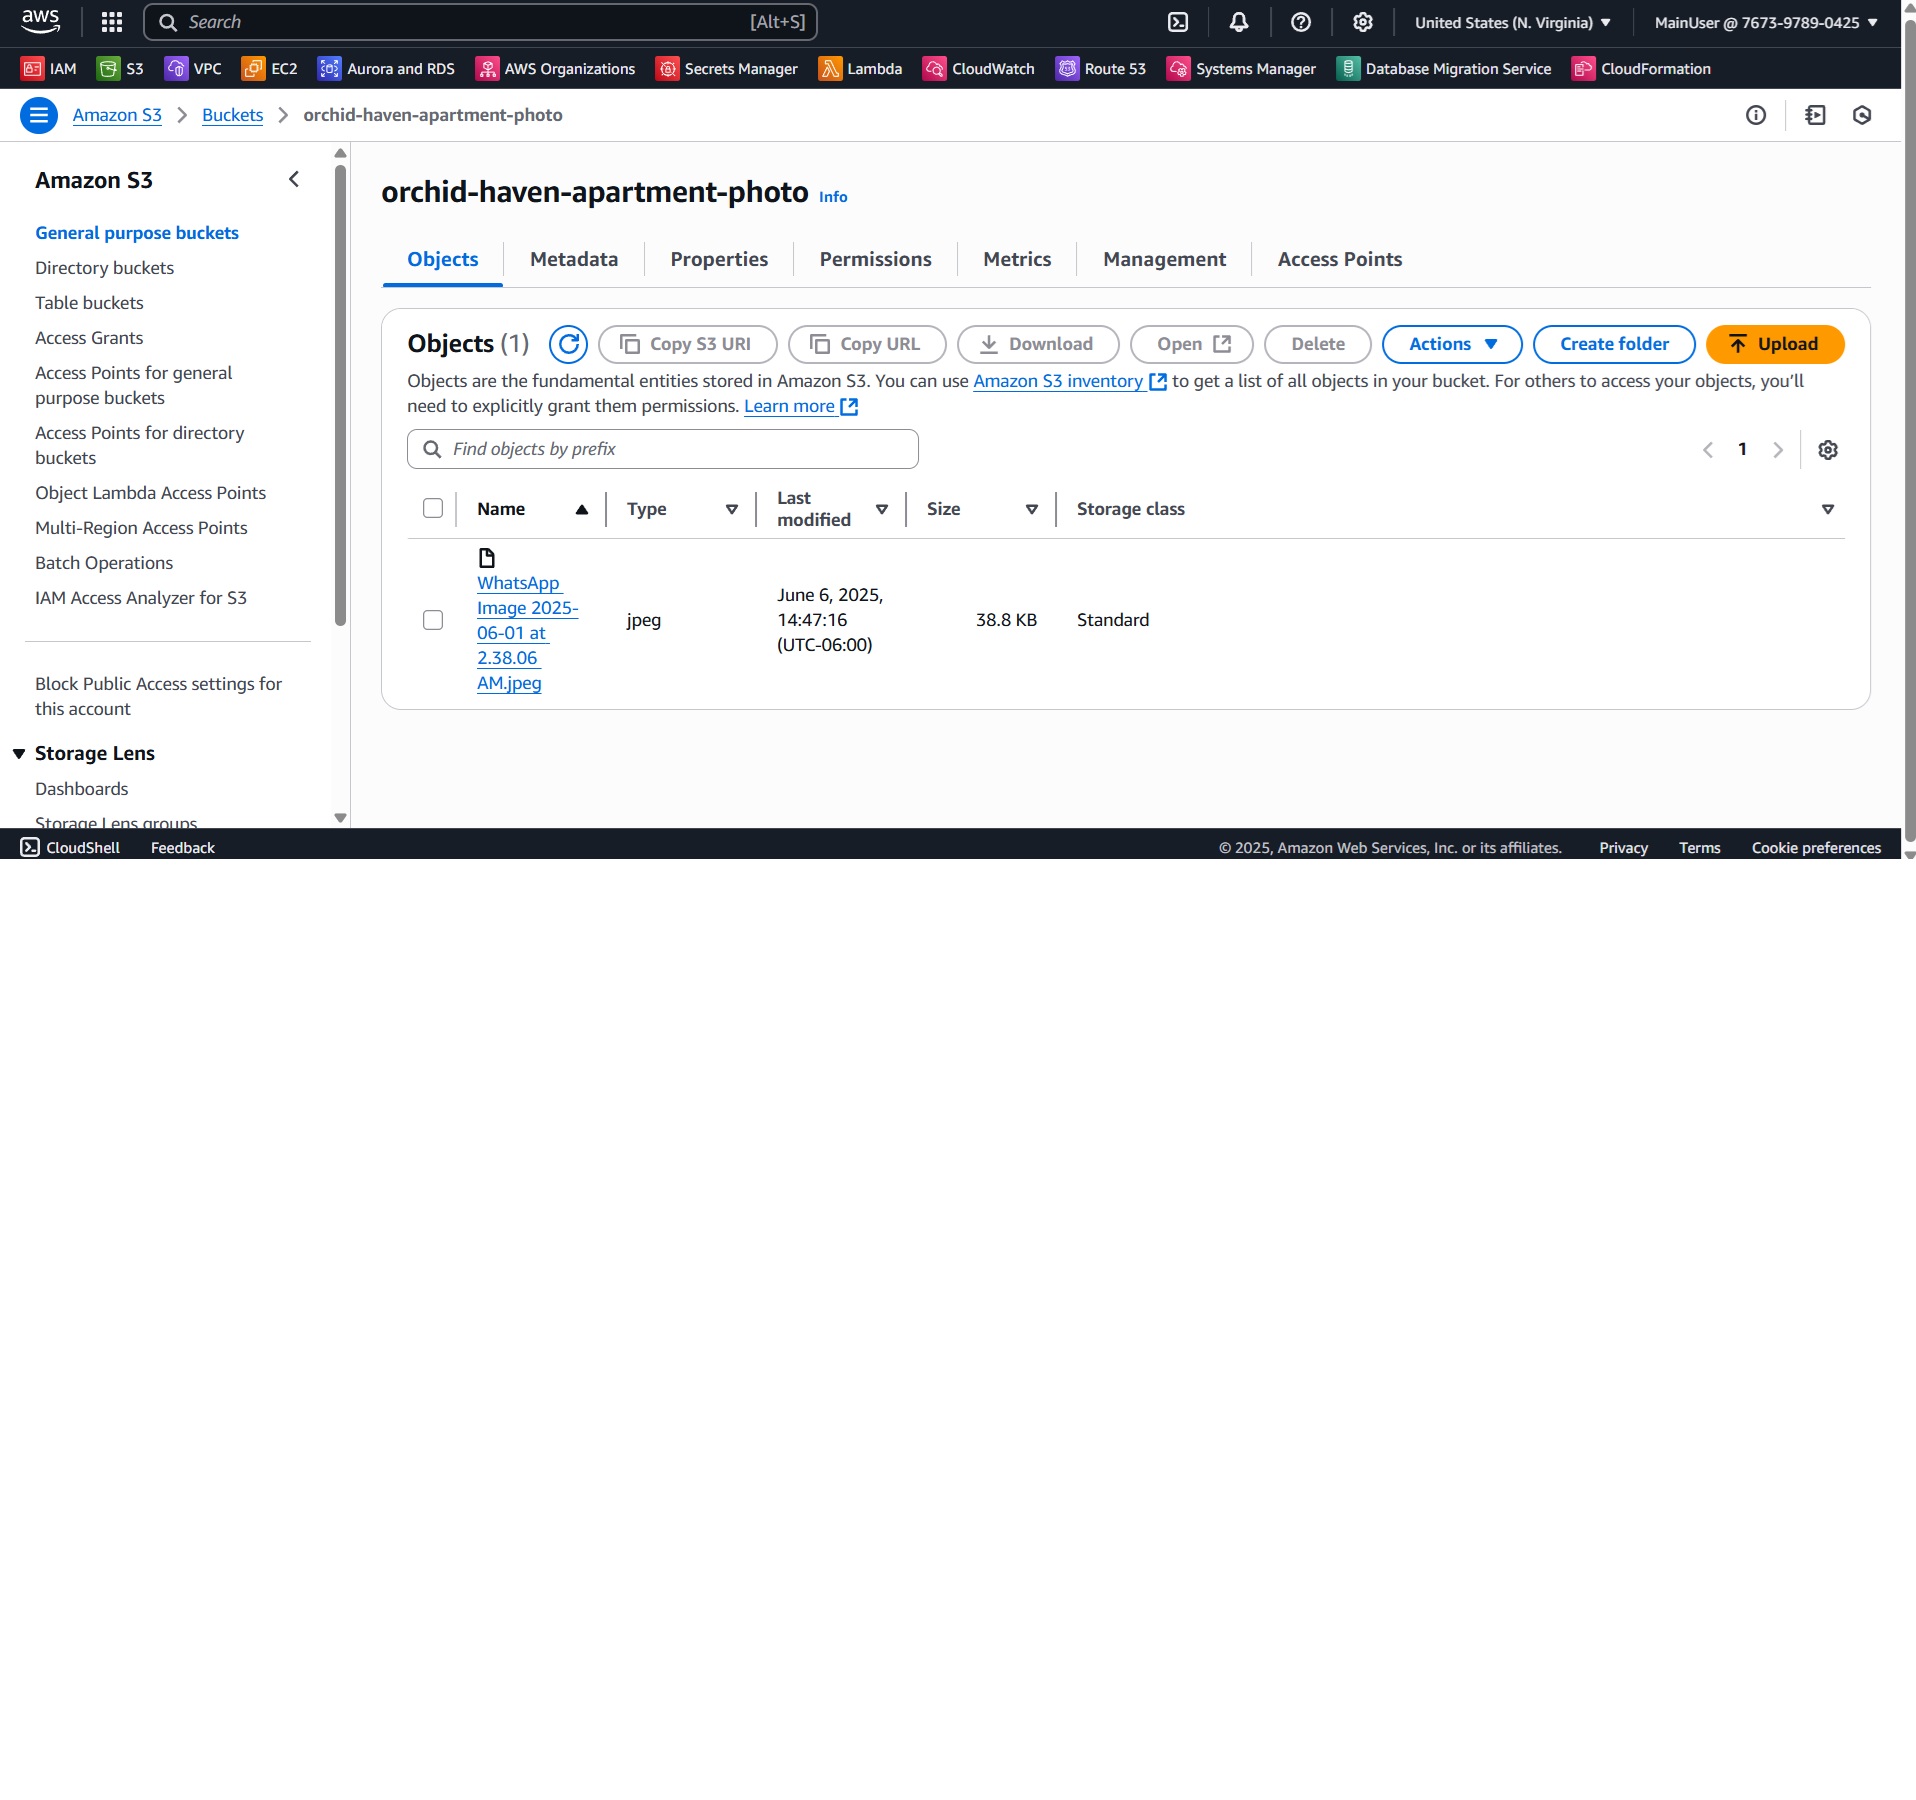 aws
Search [Alt+S]
United States (N. Virginia)
MainUser @ 7673-9789-0425
IAM S3 VPC EC2 Aurora and RDS AWS Organizations Secrets Manager Lambda CloudWatch Route 53 Systems Manager Database Migration Service CloudFormation
Amazon S3 > Buckets > orchid-haven-apartment-photo
Amazon S3
General purpose buckets
Directory buckets
Table buckets
Access Grants
Access Points for general
purpose buckets
Access Points for directory
buckets
Object Lambda Access Points
Multi-Region Access Points
Batch Operations
IAM Access Analyzer for S3
Block Public Access settings for
this account
Storage Lens
Dashboards
Storage Lens groups
orchid-haven-apartment-photo Info
Objects Metadata Properties Permissions Metrics Management Access Points
Objects (1) Copy S3 URI Copy URL Download Open Delete Actions Create folder Upload
Objects are the fundamental entities stored in Amazon S3. You can use Amazon S3 inventory to get a list of all objects in your bucket. For others to access your objects, you'll
need to explicitly grant them permissions. Learn more
Find objects by prefix
1
Name Type Last modified Size Storage class
WhatsApp
Image 2025-
06-01 at
2.38.06
AM.jpeg
jpeg
June 6, 2025,
14:47:16
(UTC-06:00)
38.8 KB
Standard
CloudShell Feedback
© 2025, Amazon Web Services, Inc. or its affiliates. Privacy Terms Cookie preferences